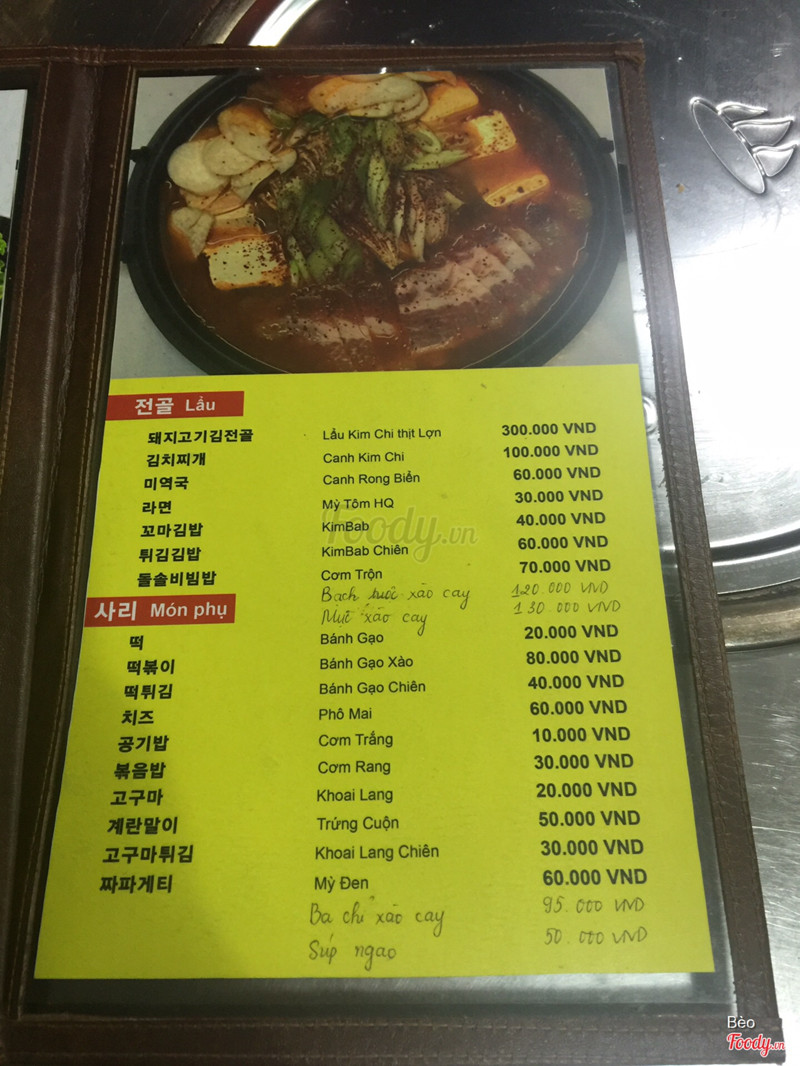 전골 Lẩu
돼지고기김전골 Lẩu Kim Chi thịt Lợn 300.000 VND
김치찌개 Canh Kim Chi 100.000 VND
미역국 Canh Rong Biển 60.000 VND
라면 Mỳ Tôm HQ 30.000 VND
꼬마김밥 KimBab 40.000 VND
튀김김밥 KimBab Chiên 60.000 VND
돌솥비빔밥 Cơm Trộn 70.000 VND
Bạch tuộc xào cay 120.000 VND
Mực xào cay 130.000 VND
사리 Món phụ
떡 Bánh Gạo 20.000 VND
떡볶이 Bánh Gạo Xào 80.000 VND
떡튀김 Bánh Gạo Chiên 40.000 VND
치즈 Phô Mai 60.000 VND
공기밥 Cơm Trắng 10.000 VND
볶음밥 Cơm Rang 30.000 VND
고구마 Khoai Lang 20.000 VND
계란말이 Trứng Cuộn 50.000 VND
고구마튀김 Khoai Lang Chiên 30.000 VND
짜파게티 Mỳ Đen 60.000 VND
Ba chỉ xào cay 95.000 VND
Súp ngao 50.000 VND
Foody.vn
Bèo
Foody.vn